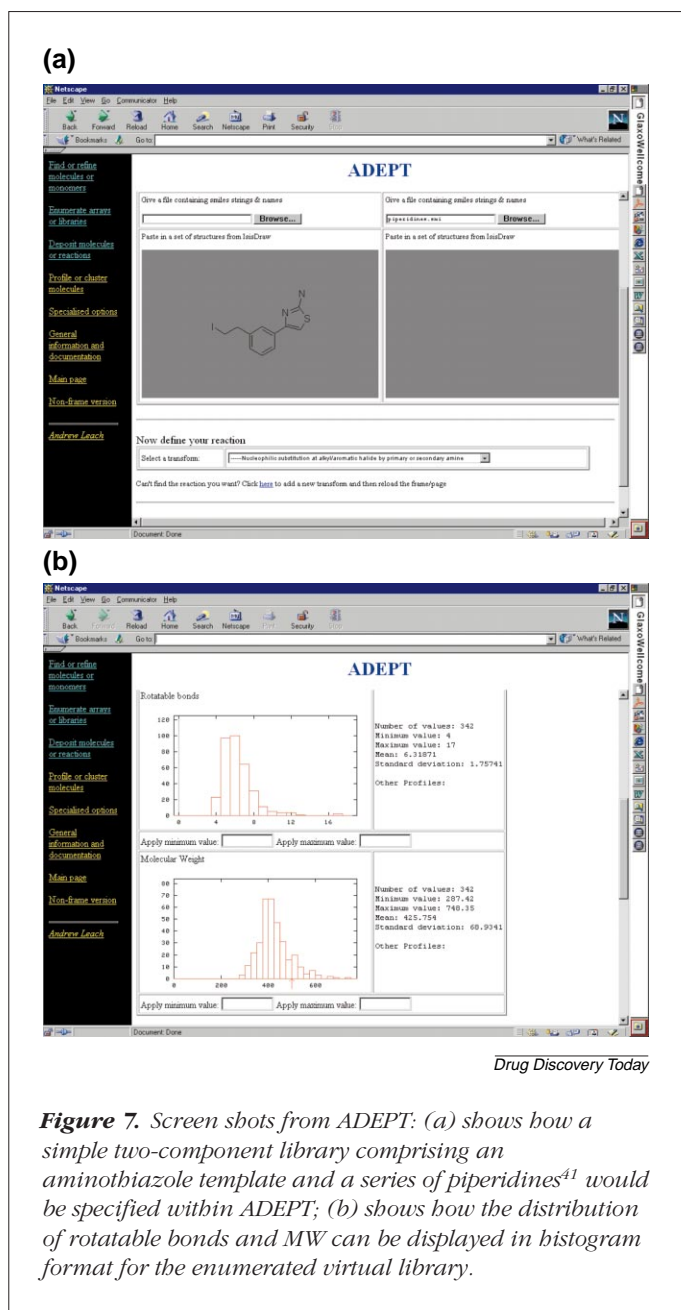 (a)
Netscape
File Edit View Go Communicator Help
Back Forward Reload Home Search Netscape Print Security Stop
Bookmarks Go to: What's Related
GlaxoWellcome
Find or refine
molecules or
monomers
Enumerate arrays
or libraries
Deposit molecules
or reactions
Profile or cluster
molecules
Specialised options
General
information and
documentation
Main page
Non-frame version
Andrew Leach
ADEPT
Give a file containing smiles strings & names
Browse...
Paste in a set of structures from IsisDraw
N
N
S
I
Give a file containing smiles strings & names
piperidines.smi Browse...
Paste in a set of structures from IsisDraw
Now define your reaction
Select a transform: -----Nucleophilic substitution at alkyl/aromatic halide by primary or secondary amine
Can't find the reaction you want? Click here to add a new transform and then reload the frame/page
Document: Done
(b)
Netscape
File Edit View Go Communicator Help
Back Forward Reload Home Search Netscape Print Security Stop
Bookmarks Go to: What's Related
GlaxoWellcome
Find or refine
molecules or
monomers
Enumerate arrays
or libraries
Deposit molecules
or reactions
Profile or cluster
molecules
Specialised options
General
information and
documentation
Main page
Non-frame version
Andrew Leach
ADEPT
Rotatable bonds
120
100
80
60
40
20
0
0 4 8 12 16
Number of values: 342
Minimum value: 4
Maximum value: 17
Mean: 6.31871
Standard deviation: 1.75741
Other Profiles:
Apply minimum value: Apply maximum value:
Molecular Weight
80
70
60
50
40
30
20
10
0
0 200 400 600
Number of values: 342
Minimum value: 287.42
Maximum value: 748.35
Mean: 425.754
Standard deviation: 68.9341
Other Profiles:
Apply minimum value: Apply maximum value:
Document: Done
Drug Discovery Today
Figure 7. Screen shots from ADEPT: (a) shows how a
simple two-component library comprising an
aminothiazole template and a series of piperidines41 would
be specified within ADEPT; (b) shows how the distribution
of rotatable bonds and MW can be displayed in histogram
format for the enumerated virtual library.